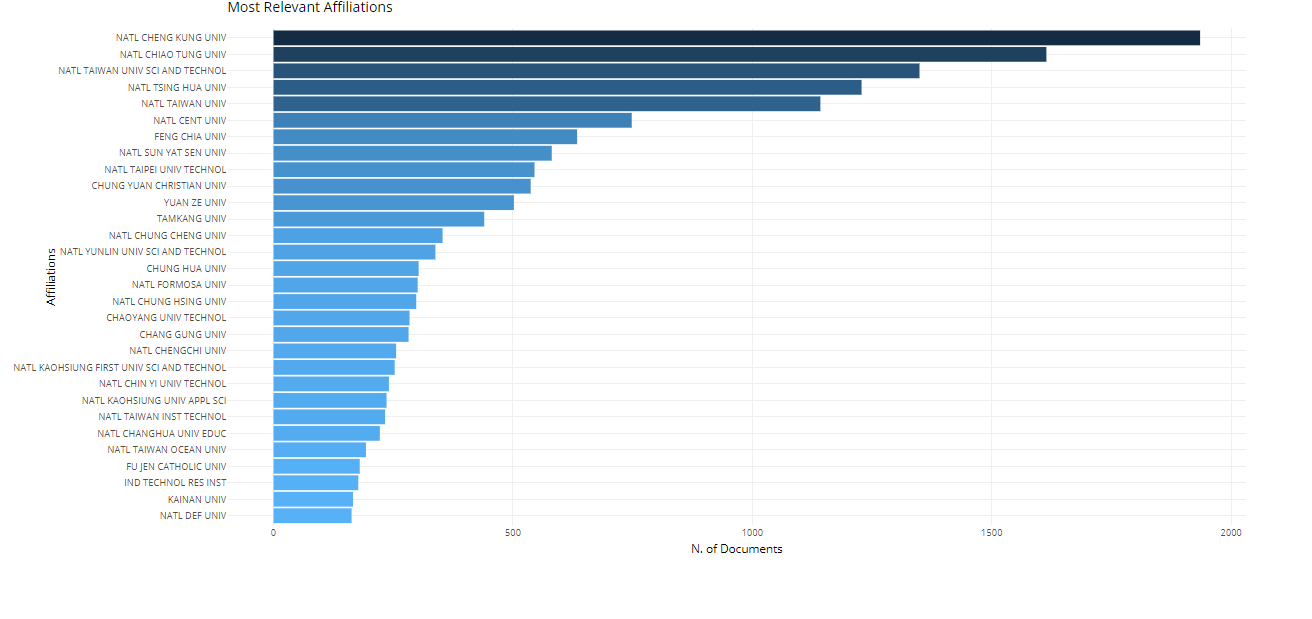 Most Relevant Affiliations
NATL CHENG KUNG UNIV
NATL CHIAO TUNG UNIV
NATL TAIWAN UNIV SCI AND TECHNOL
NATL TSING HUA UNIV
NATL TAIWAN UNIV
NATL CENT UNIV
FENG CHIA UNIV
NATL SUN YAT SEN UNIV
NATL TAIPEI UNIV TECHNOL
CHUNG YUAN CHRISTIAN UNIV
YUAN ZE UNIV
TAMKANG UNIV
NATL CHUNG CHENG UNIV
NATL YUNLIN UNIV SCI AND TECHNOL
CHUNG HUA UNIV
NATL FORMOSA UNIV
NATL CHUNG HSING UNIV
CHAOYANG UNIV TECHNOL
CHANG GUNG UNIV
NATL CHENGCHI UNIV
NATL KAOHSIUNG FIRST UNIV SCI AND TECHNOL
NATL CHIN YI UNIV TECHNOL
NATL KAOHSIUNG UNIV APPL SCI
NATL TAIWAN INST TECHNOL
NATL CHANGHUA UNIV EDUC
NATL TAIWAN OCEAN UNIV
FU JEN CATHOLIC UNIV
IND TECHNOL RES INST
KAINAN UNIV
NATL DEF UNIV
Affiliations
0 500 1000 1500 2000
N. of Documents